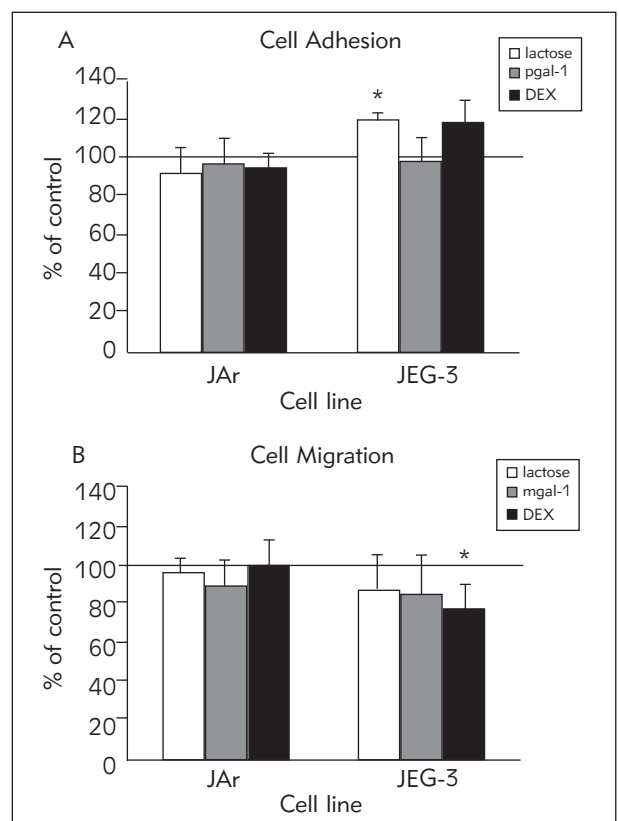 A
Cell Adhesion
lactose
pgal-1
DEX
% of control
140
120
100
80
60
40
20
0
*
JAr
JEG-3
Cell line
B
Cell Migration
lactose
mgal-1
DEX
% of control
140
120
100
80
60
40
20
0
*
JAr
JEG-3
Cell line